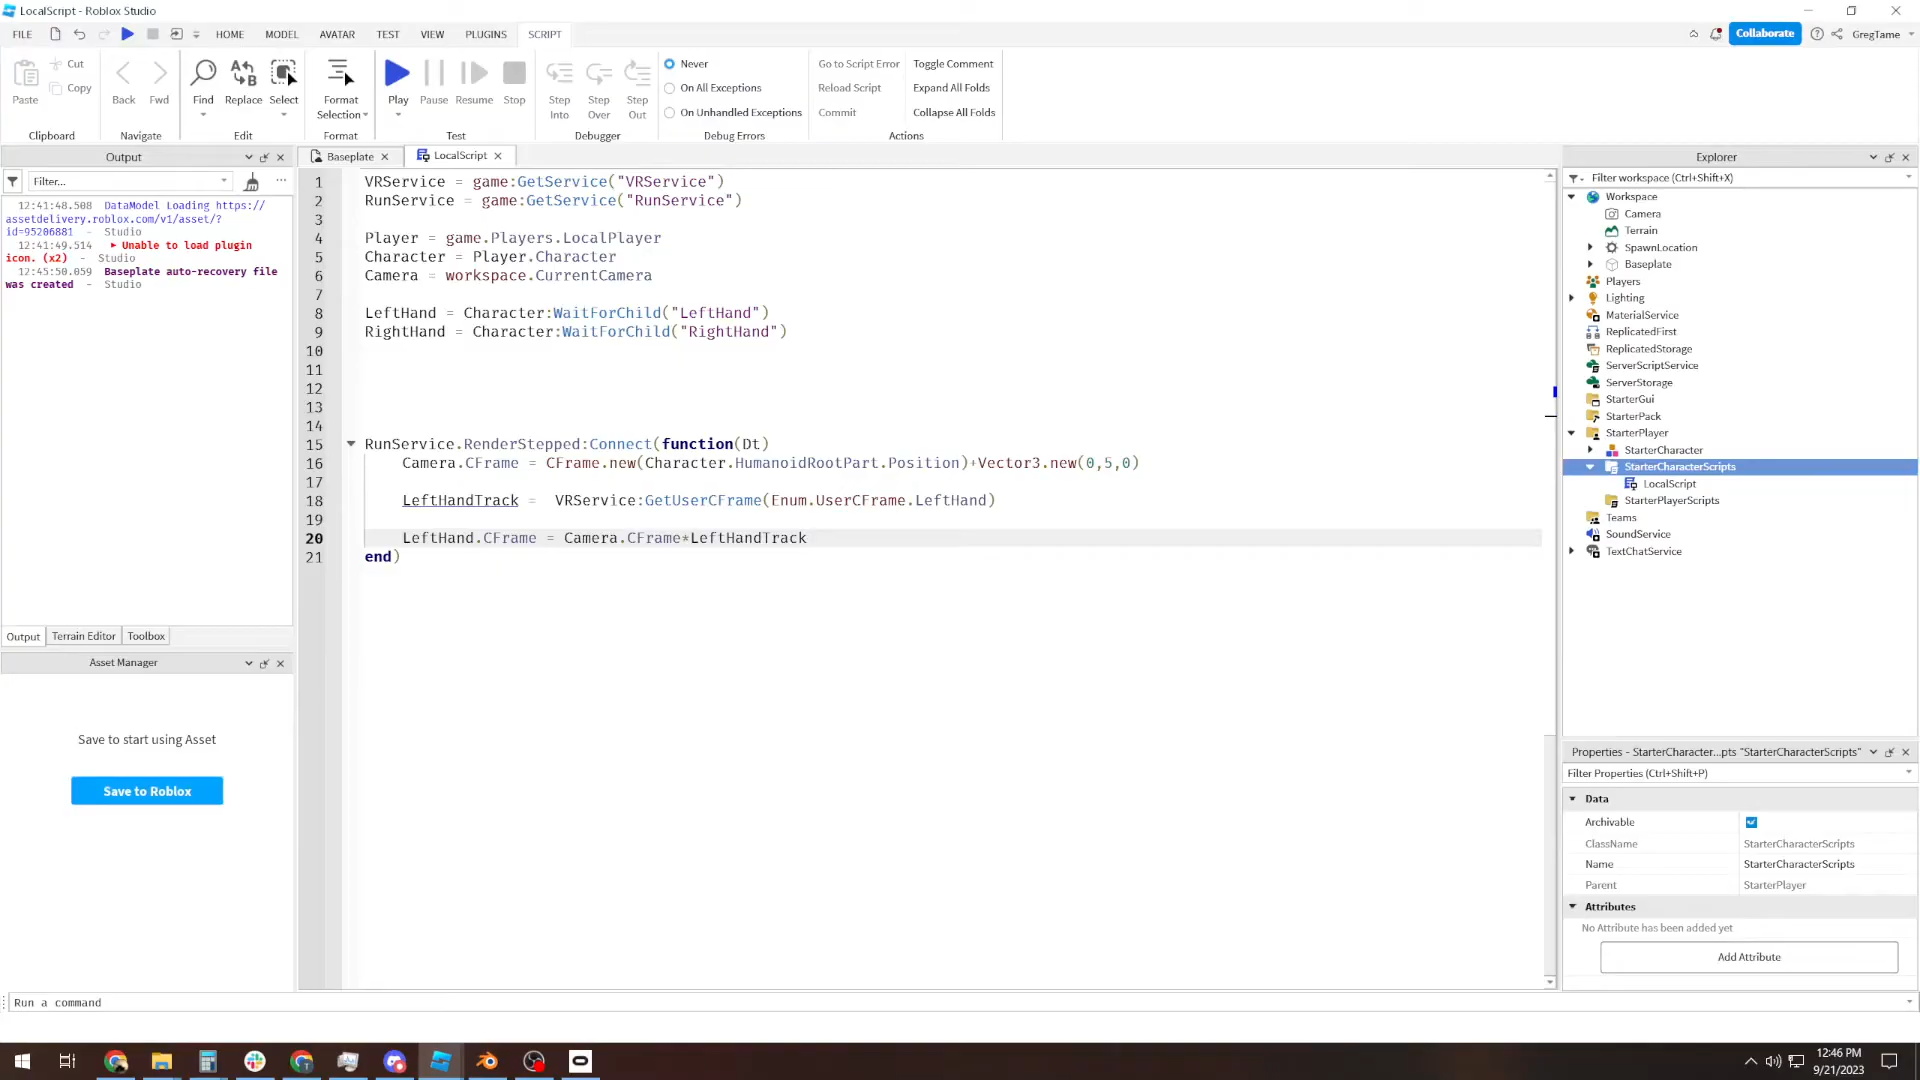 LocalScript - Roblox Studio
FILE HOME MODEL AVATAR TEST VIEW PLUGINS SCRIPT Collaborate GregTame
Paste Cut Copy Back Fwd Find Replace Select Format Selection Play Pause Resume Stop Step Into Step Over Step Out
Never
On All Exceptions
On Unhandled Exceptions
Go to Script Error
Reload Script
Commit
Toggle Comment
Expand All Folds
Collapse All Folds
Clipboard Navigate Edit Format Test Debugger Debug Errors Actions
Output
Filter...
12:41:48.508 DataModel Loading https://
assetdelivery.roblox.com/v1/asset/?
id=95206881 - Studio
12:41:49.514 Unable to load plugin
icon. (x2) - Studio
12:45:50.059 Baseplate auto-recovery file
was created - Studio
Output Terrain Editor Toolbox
Asset Manager
Save to start using Asset
Save to Roblox
Baseplate LocalScript
1 VRService = game:GetService("VRService")
2 RunService = game:GetService("RunService")
3
4 Player = game.Players.LocalPlayer
5 Character = Player.Character
6 Camera = workspace.CurrentCamera
7
8 LeftHand = Character:WaitForChild("LeftHand")
9 RightHand = Character:WaitForChild("RightHand")
10
11
12
13
14
15 RunService.RenderStepped:Connect(function(Dt)
16 Camera.CFrame = CFrame.new(Character.HumanoidRootPart.Position)+Vector3.new(0,5,0)
17
18 LeftHandTrack =  VRService:GetUserCFrame(Enum.UserCFrame.LeftHand)
19
20 LeftHand.CFrame = Camera.CFrame*LeftHandTrack
21 end)
Explorer
Filter workspace (Ctrl+Shift+X)
Workspace
Camera
Terrain
SpawnLocation
Baseplate
Players
Lighting
MaterialService
ReplicatedFirst
ReplicatedStorage
ServerScriptService
ServerStorage
StarterGui
StarterPack
StarterPlayer
StarterCharacter
StarterCharacterScripts
LocalScript
StarterPlayerScripts
Teams
SoundService
TextChatService
Properties - StarterCharacter...pts "StarterCharacterScripts"
Filter Properties (Ctrl+Shift+P)
Data
Archivable
ClassName StarterCharacterScripts
Name StarterCharacterScripts
Parent StarterPlayer
Attributes
No Attribute has been added yet
Add Attribute
Run a command
12:46 PM
9/21/2023